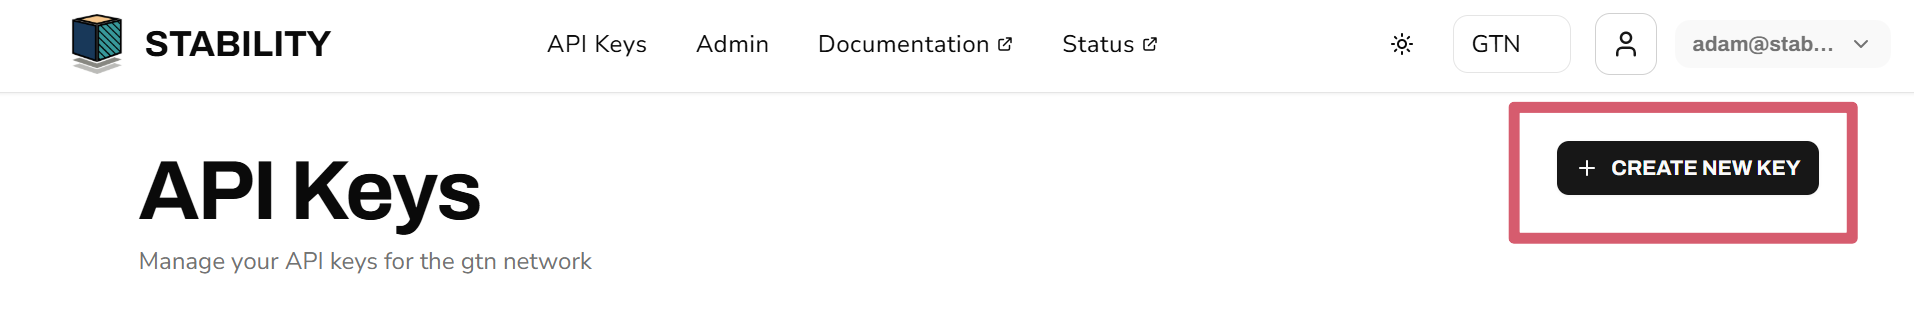 STABILITY
API Keys
Admin
Documentation
Status
GTN
adam@stab...
API Keys
CREATE NEW KEY
Manage your API keys for the gtn network